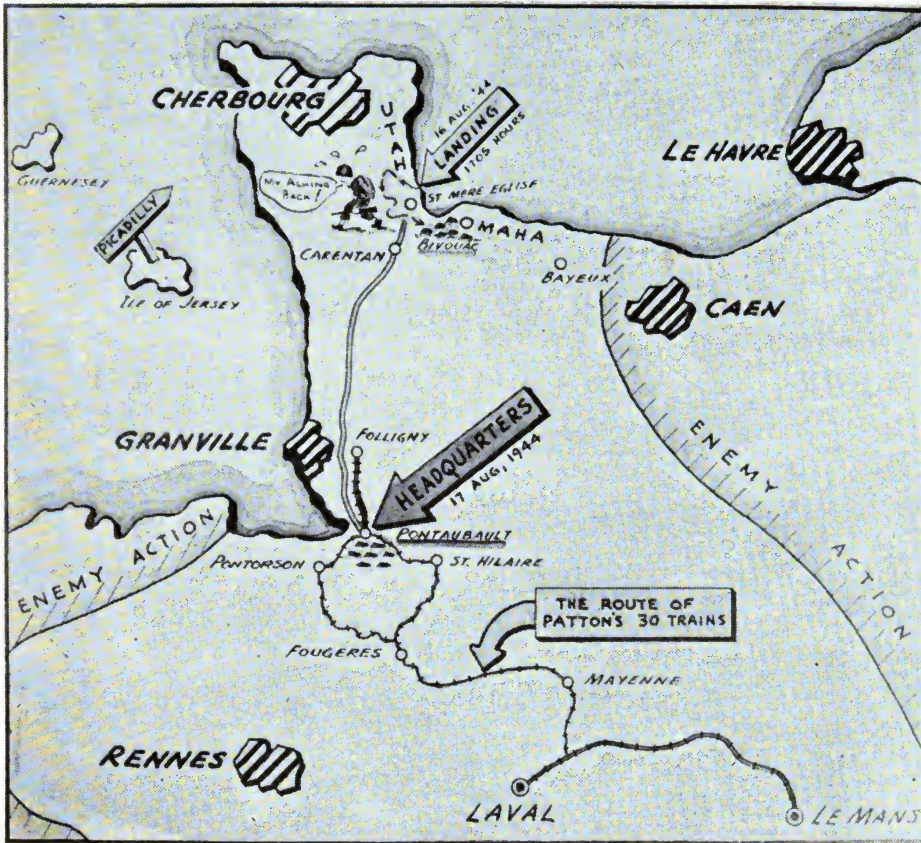 CHERBOURG
UTAH
16 AUG. '44
LANDING
1705 HOURS
LE HAVRE
GUERNESEY
MY ACHING
BACK!
ST MERE EGLISE
PICADILLY
MAHA
BIVOUAC
CARENTAN
BAYEUX
ILE OF JERSEY
CAEN
GRANVILLE
FOLLIGNY
HEADQUARTERS
17 AUG, 1944
ENEMY ACTION
PONTAUBAULT
ENEMY ACTION
PONTORSON
ST. HILAIRE
THE ROUTE OF
PATTON'S 30 TRAINS
FOUGERES
MAYENNE
RENNES
LAVAL
LE MANS